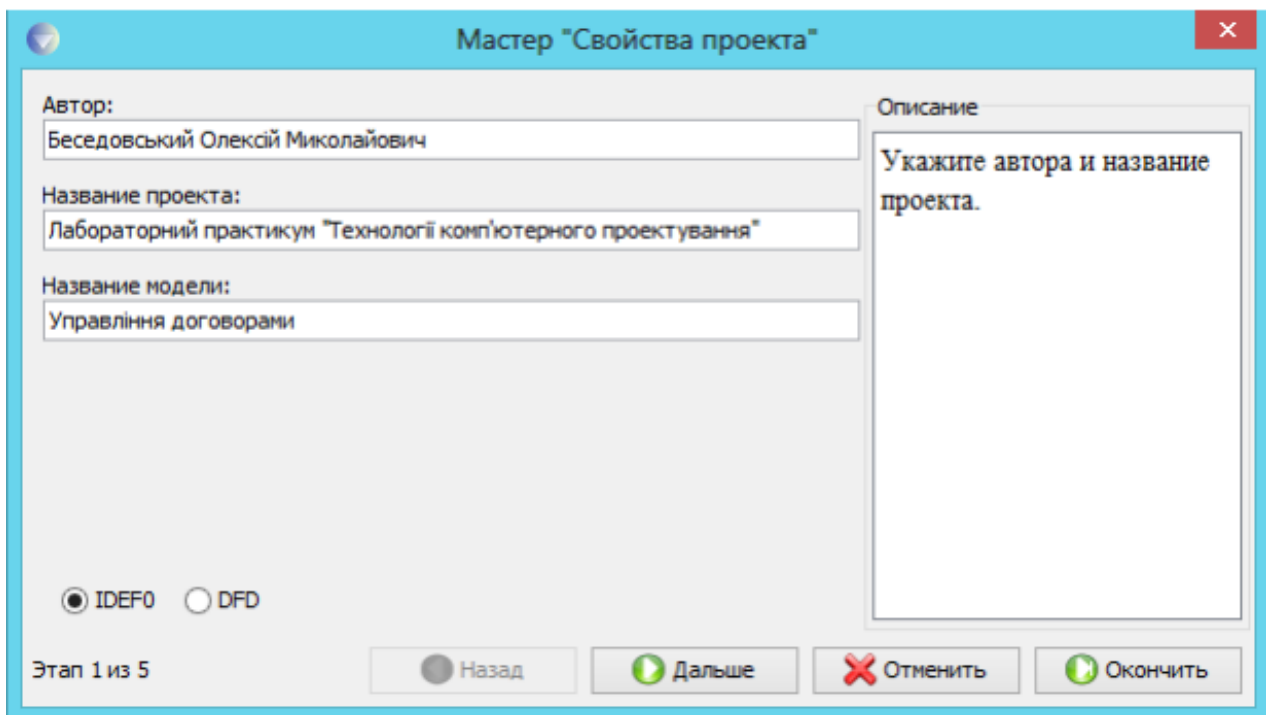 Мастер "Свойства проекта"
Автор:
Беседовський Олексій Миколайович
Название проекта:
Лабораторний практикум "Технології комп'ютерного проектування"
Название модели:
Управління договорами
IDEF0
DFD
Описание
Укажите автора и название
проекта.
Этап 1 из 5
Назад
Дальше
Отменить
Окончить